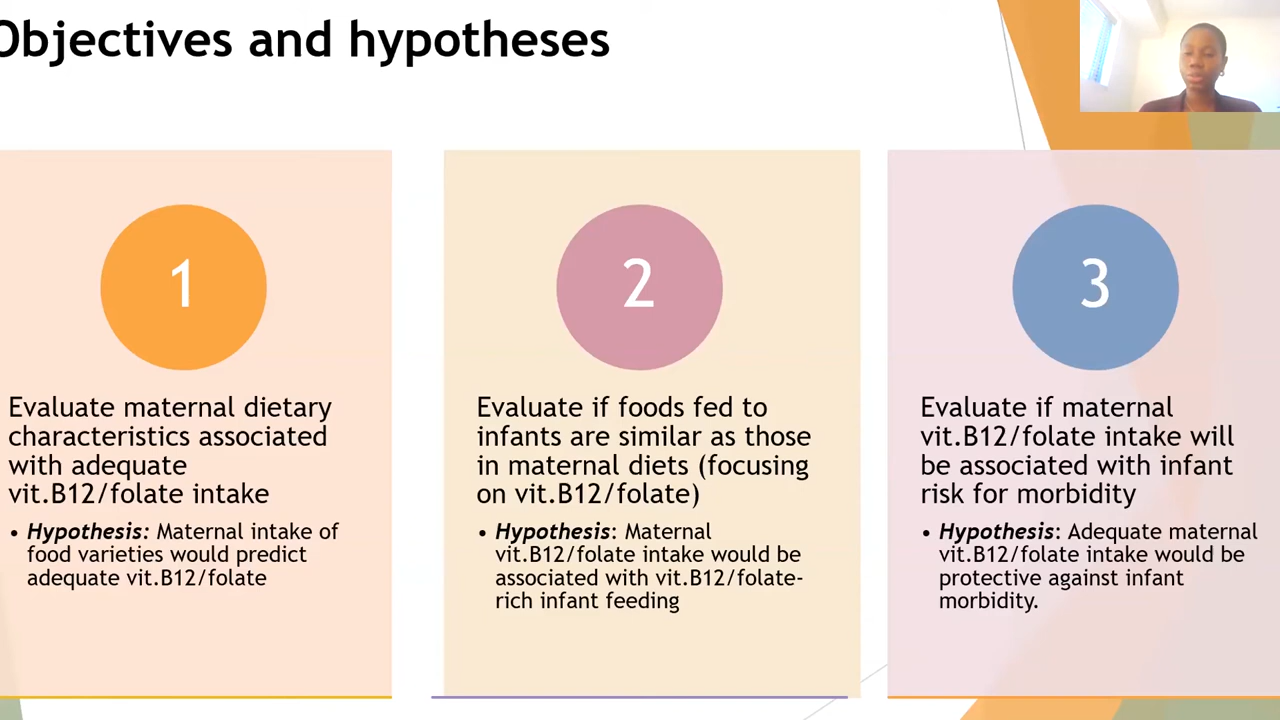 Objectives and hypotheses
1
Evaluate maternal dietary
characteristics associated
with adequate
vit.B12/folate intake
• Hypothesis: Maternal intake of
food varieties would predict
adequate vit.B12/folate
2
Evaluate if foods fed to
infants are similar as those
in maternal diets (focusing
on vit.B12/folate)
• Hypothesis: Maternal
vit.B12/folate intake would be
associated with vit.B12/folate-
rich infant feeding
3
Evaluate if maternal
vit.B12/folate intake will
be associated with infant
risk for morbidity
• Hypothesis: Adequate maternal
vit.B12/folate intake would be
protective against infant
morbidity.